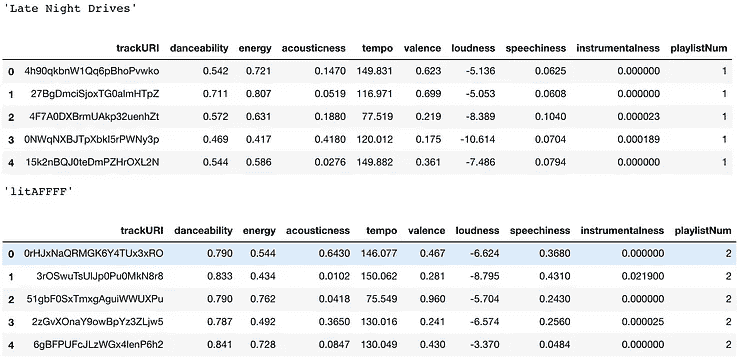 'Late Night Drives'
trackURI danceability energy acousticness tempo valence loudness speechiness instrumentalness playlistNum
0 4h90qkbnW1Qq6pBhoPvwko 0.542 0.721 0.1470 149.831 0.623 -5.136 0.0625 0.000000 1
1 27BgDmciSjoxTG0almHTpZ 0.711 0.807 0.0519 116.971 0.699 -5.053 0.0608 0.000000 1
2 4F7A0DXBrmUAkp32uenhZt 0.572 0.631 0.1880 77.519 0.219 -8.389 0.1040 0.000023 1
3 0NWqNXBJTpXbkI5rPWNy3p 0.469 0.417 0.4180 120.012 0.175 -10.614 0.0704 0.000189 1
4 15k2nBQJ0teDmPZHrOXL2N 0.544 0.586 0.0276 149.882 0.361 -7.486 0.0794 0.000000 1
'litAFFFF'
trackURI danceability energy acousticness tempo valence loudness speechiness instrumentalness playlistNum
0 0rHJxNaQRMGK6Y4TUx3xRO 0.790 0.544 0.6430 146.077 0.467 -6.624 0.3680 0.000000 2
1 3rOSwuTsUlJp0Pu0MkN8r8 0.833 0.434 0.0102 150.062 0.281 -8.795 0.4310 0.021900 2
2 51gbF0SxTmxgAguiWWUXPu 0.790 0.762 0.0418 75.549 0.960 -5.704 0.2430 0.000000 2
3 2zGvXOnaY9owBpYz3ZLjw5 0.787 0.492 0.3650 130.016 0.241 -6.574 0.2560 0.000025 2
4 6gBFPUFcJLzWGx4lenP6h2 0.841 0.728 0.0847 130.049 0.430 -3.370 0.0484 0.000000 2